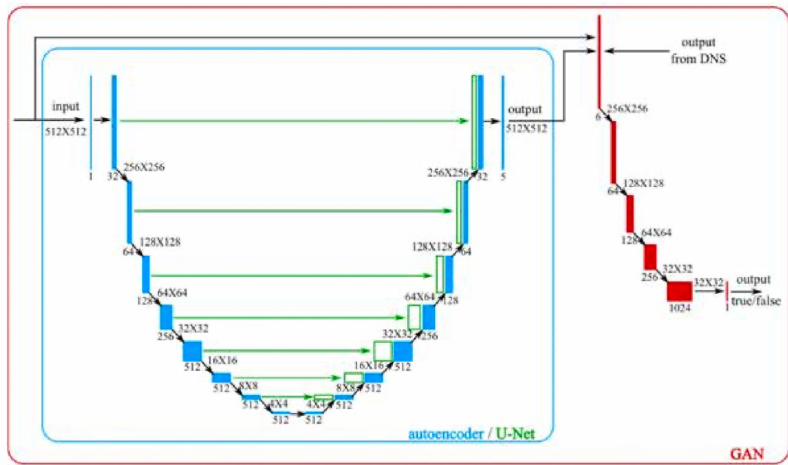 input
512X512
1
32
256X256
64
128X128
128
64X64
256
32X32
512
16X16
512
8X8
512
4X4
512
512
4X4
512
8X8
512
16X16
512
32X32
256
64X64
128
128X128
64
256X256
32
5
output
512X512
autoencoder / U-Net
output
from DNS
6
256X256
64
128X128
128
64X64
256
32X32
1024
32X32
1
output
true/false
GAN